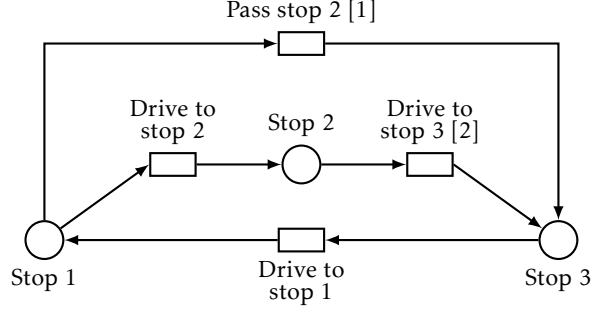 Pass stop 2 [1]
Drive to
stop 2
Stop 2
Drive to
stop 3 [2]
Stop 1
Drive to
stop 1
Stop 3